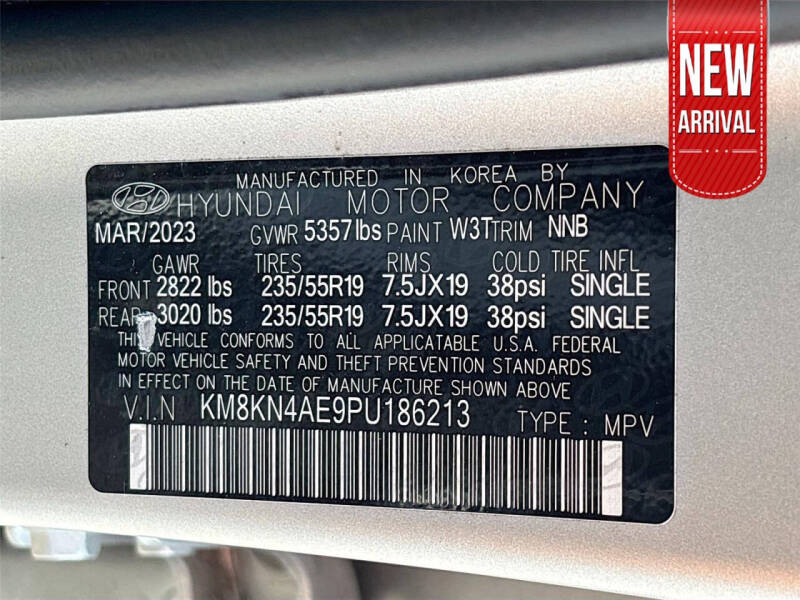 NEW
ARRIVAL
MANUFACTURED IN KOREA BY
HYUNDAI MOTOR COMPANY
MAR/2023 GVWR 5357 lbs PAINT W3T TRIM NNB
GAWR TIRES RIMS COLD TIRE INFL
FRONT 2822 lbs 235/55R19 7.5JX19 38psi SINGLE
REAR 3020 lbs 235/55R19 7.5JX19 38psi SINGLE
THIS VEHICLE CONFORMS TO ALL APPLICATABLE U.S.A. FEDERAL
MOTOR VEHICLE SAFETY AND THEFT PREVENTION STANDARDS
IN EFFECT ON THE DATE OF MANUFACTURE SHOWN ABOVE
V.I.N KM8KN4AE9PU186213 TYPE : MPV